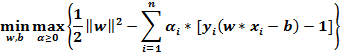 min w,b max α≥0 { 1/2 ‖w‖² − ∑ i=1 n αᵢ * [yᵢ(w * xᵢ − b) − 1] }